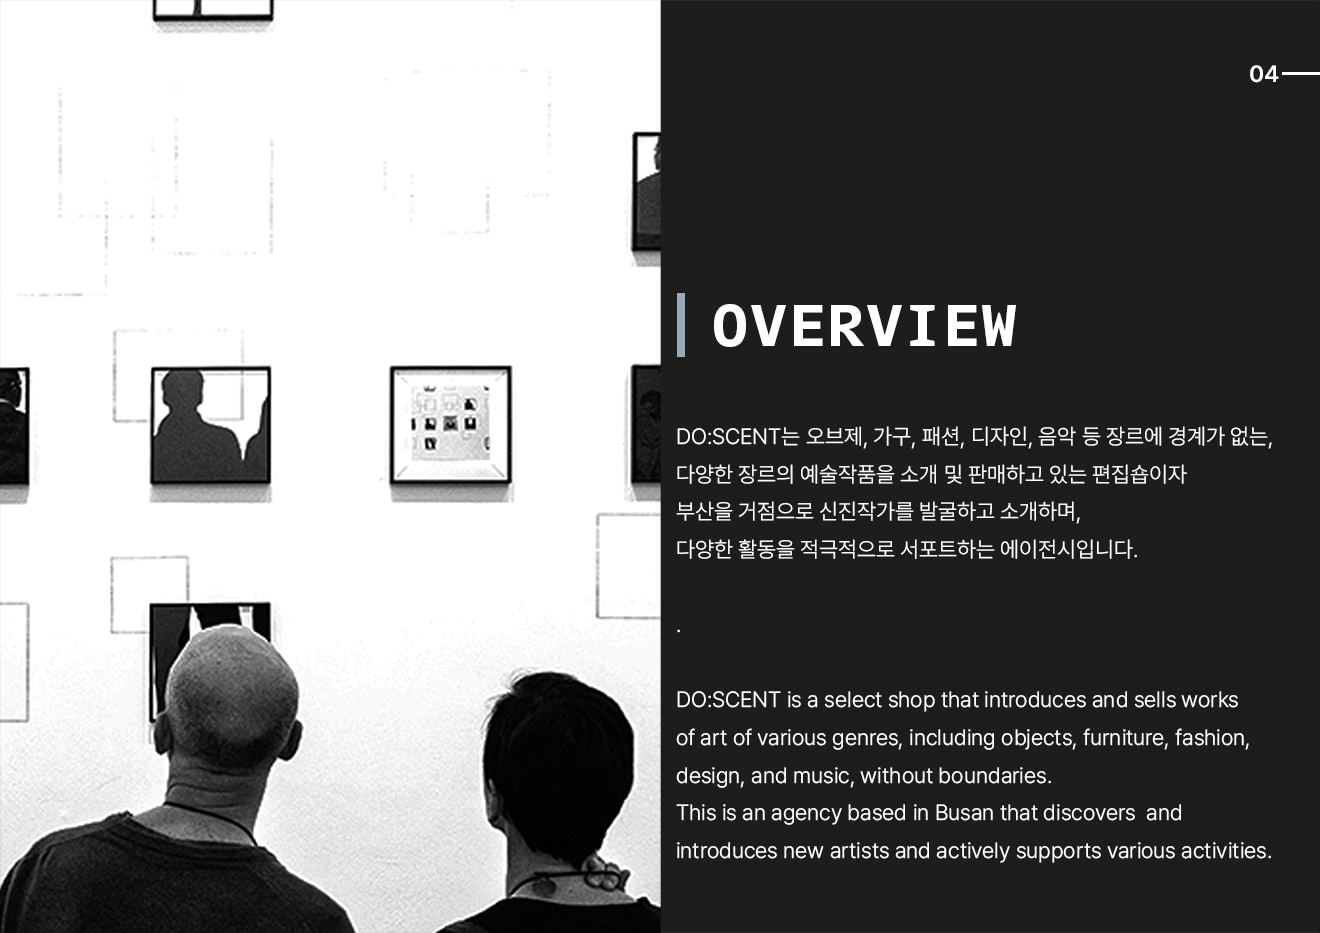 04
OVERVIEW
DO:SCENT는 오브제, 가구, 패션, 디자인, 음악 등 장르에 경계가 없는,
다양한 장르의 예술작품을 소개 및 판매하고 있는 편집숍이자
부산을 거점으로 신진작가를 발굴하고 소개하며,
다양한 활동을 적극적으로 서포트하는 에이전시입니다.
.
DO:SCENT is a select shop that introduces and sells works
of art of various genres, including objects, furniture, fashion,
design, and music, without boundaries.
This is an agency based in Busan that discovers  and
introduces new artists and actively supports various activities.